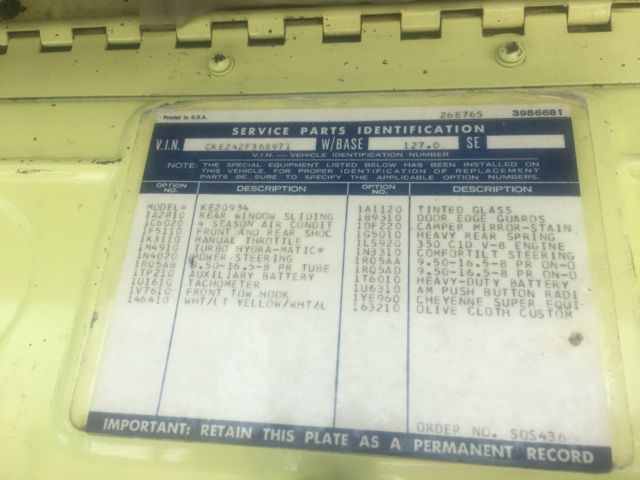 Printed in U.S.A. 268765 3986681
SERVICE PARTS IDENTIFICATION
V.I.N. CKE242F368971 W/BASE 127.0 SE
V.I.N. — VEHICLE IDENTIFICATION NUMBER
NOTE: THE SPECIAL EQUIPMENT LISTED BELOW HAS BEEN INSTALLED ON
THIS VEHICLE. FOR PROPER IDENTIFICATION OF REPLACEMENT
PARTS BE SURE TO SPECIFY THE APPLICABLE OPTION NUMBERS.
OPTION NO. DESCRIPTION OPTION NO. DESCRIPTION
MODEL= KE20934
1A2810 REAR WINDOW SLIDING
1C6020 4 SEASON AIR CONDIT
1F5110 FRONT AND REAR SHOC
1K3110 MANUAL THROTTLE
1M4910 TURBO HYDRA-MATIC*
1N4020 POWER STEERING
1RQ5AB 9.50-16.5-8 PR TUBE
1TP210 AUXILIARY BATTERY
1U1610 TACHOMETER
1V7610 FRONT TOW HOOK
146410 WHT/LT YELLOW/WHT/L
1A1120 TINTED GLASS
1B9310 DOOR EDGE GUARDS
1DF220 CAMPER MIRROR-STAIN
1G5010 HEAVY REAR SPRING
1LS920 350 CID V-8 ENGINE
1N3310 COMFORTILT STEERING
1RQ5AA 9.50-16.5-8 PR ON-O
1RQ5AD 9.50-16.5-8 PR ON-O
1T6010 HEAVY-DUTY BATTERY
1U6310 AM PUSH BUTTON RADI
1YE960 CHEYENNE SUPER EQUI
163210 OLIVE CLOTH CUSTOM
ORDER NO. SOS436
IMPORTANT: RETAIN THIS PLATE AS A PERMANENT RECORD